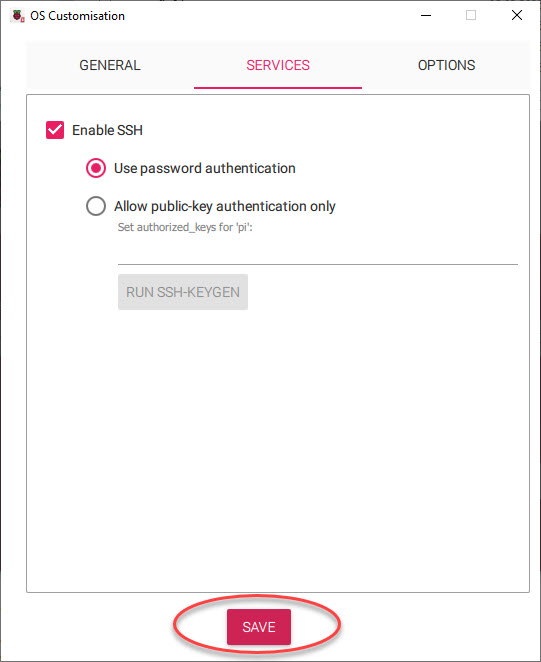 OS Customisation
GENERAL SERVICES OPTIONS
Enable SSH
Use password authentication
Allow public-key authentication only
Set authorized_keys for 'pi':
RUN SSH-KEYGEN
SAVE